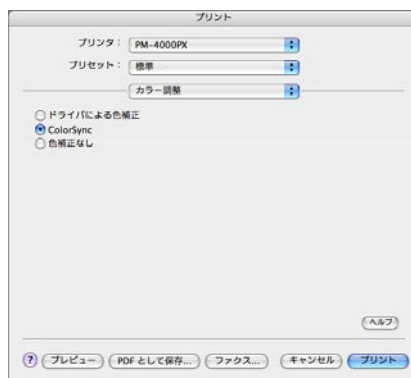 プリント
プリンタ： PM-4000PX
プリセット： 標準
カラー調整
ドライバによる色補正
ColorSync
色補正なし
ヘルプ
? プレビュー PDF として保存... ファクス... キャンセル プリント